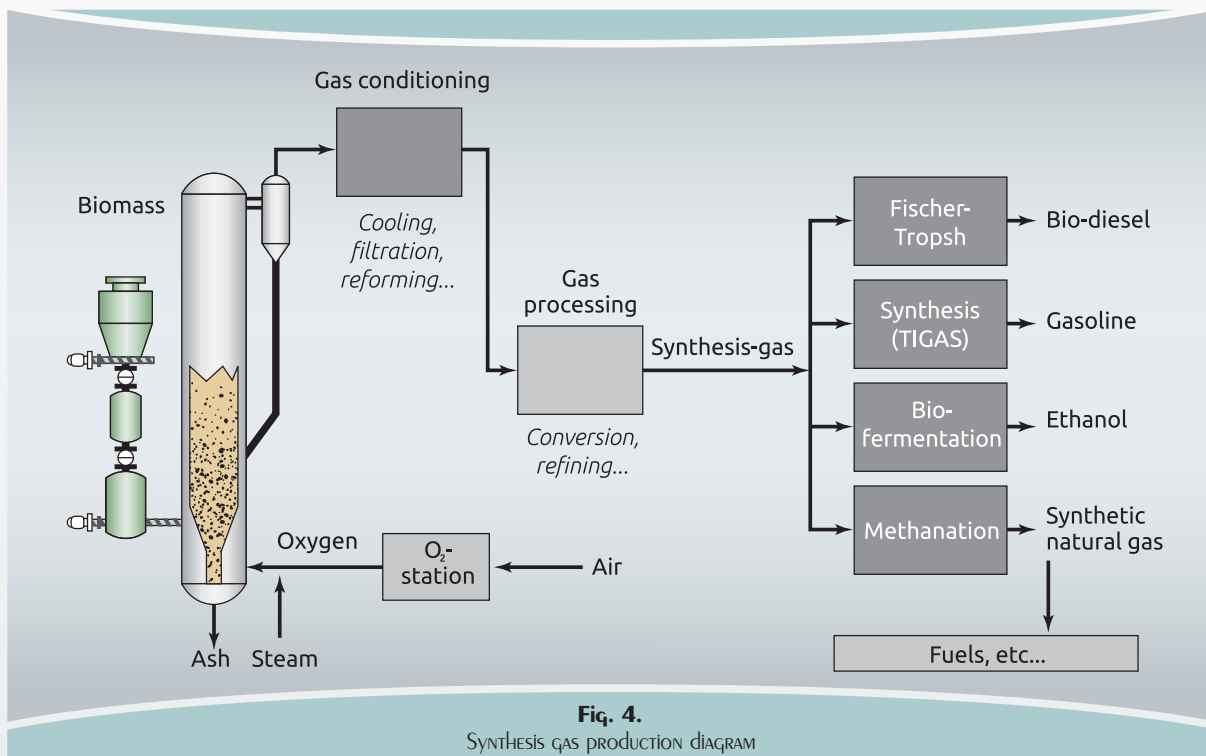 Gas conditioning
Biomass
Cooling,
filtration,
reforming...
Gas
processing
Conversion,
refining...
Synthesis-gas
Fischer-
Tropsh
Bio-diesel
Synthesis
(TIGAS)
Gasoline
Bio-
fermentation
Ethanol
Methanation
Synthetic
natural gas
Fuels, etc...
Oxygen
O₂-
station
Air
Ash
Steam
Fig. 4.
Synthesis gas production diagram